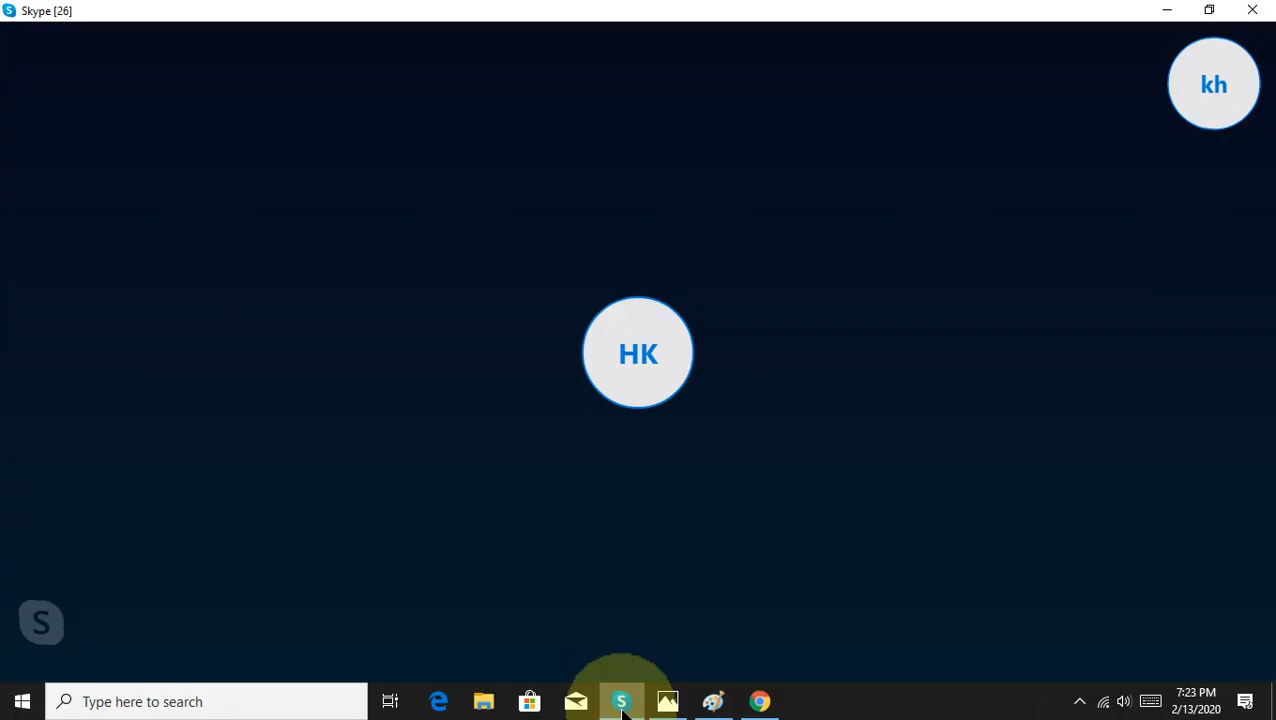 Skype [26]
kh
HK
S
Type here to search
S
7:23 PM
2/13/2020